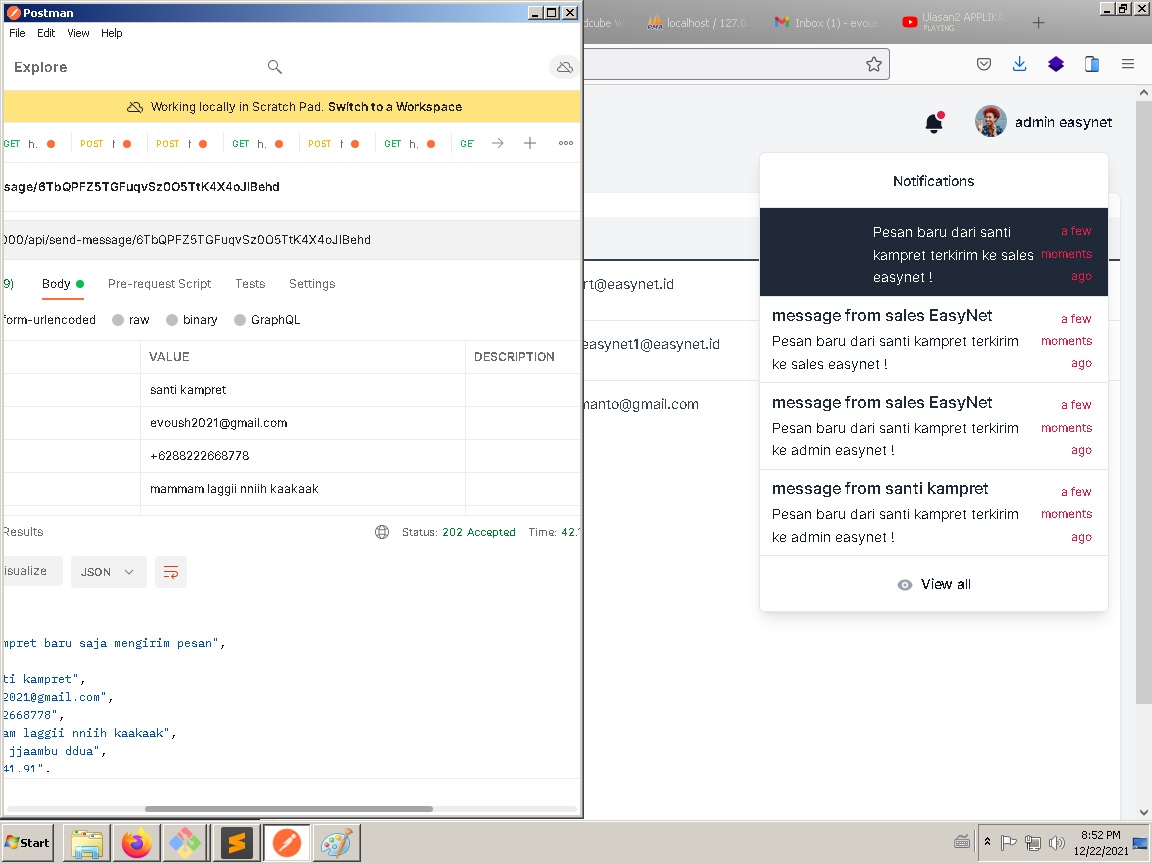 Postman
File Edit View Help
Explore
Working locally in Scratch Pad. Switch to a Workspace
GET h. POST h POST h GET h. POST h GET h. GE
sage/6TbQPFZ5TGFuqvSz0O5TtK4X4oJIBehd
000/api/send-message/6TbQPFZ5TGFuqvSz0O5TtK4X4oJIBehd
9) Body Pre-request Script Tests Settings
form-urlencoded raw binary GraphQL
VALUE DESCRIPTION
santi kampret
evoush2021@gmail.com
+6288222668778
mammam laggii nniih kaakaak
Results
Status: 202 Accepted Time: 42.
isualize JSON
mpret baru saja mengirim pesan",
ti kampret",
2021@gmail.com",
2668778",
am laggii nniih kaakaak",
jjaambu ddua",
41.91".
dcube W localhost / 127.0. Inbox (1) - evous Ulasan2 APPLIKA
PLAYING
admin easynet
rt@easynet.id
easynet1@easynet.id
manto@gmail.com
Notifications
Pesan baru dari santi
kampret terkirim ke sales
easynet !
a few
moments
ago
message from sales EasyNet
Pesan baru dari santi kampret terkirim
ke sales easynet !
a few
moments
ago
message from sales EasyNet
Pesan baru dari santi kampret terkirim
ke admin easynet !
a few
moments
ago
message from santi kampret
Pesan baru dari santi kampret terkirim
ke admin easynet !
a few
moments
ago
View all
Start
8:52 PM
12/22/2021